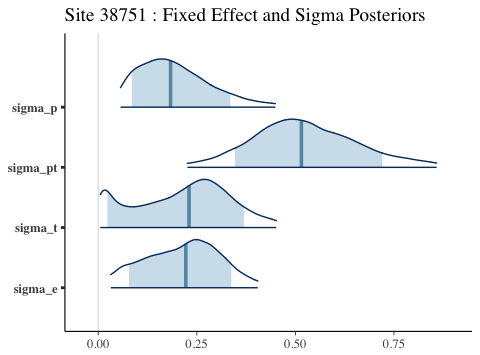 Site 38751 : Fixed Effect and Sigma Posteriors
sigma_p
sigma_pt
sigma_t
sigma_e
0.00 0.25 0.50 0.75